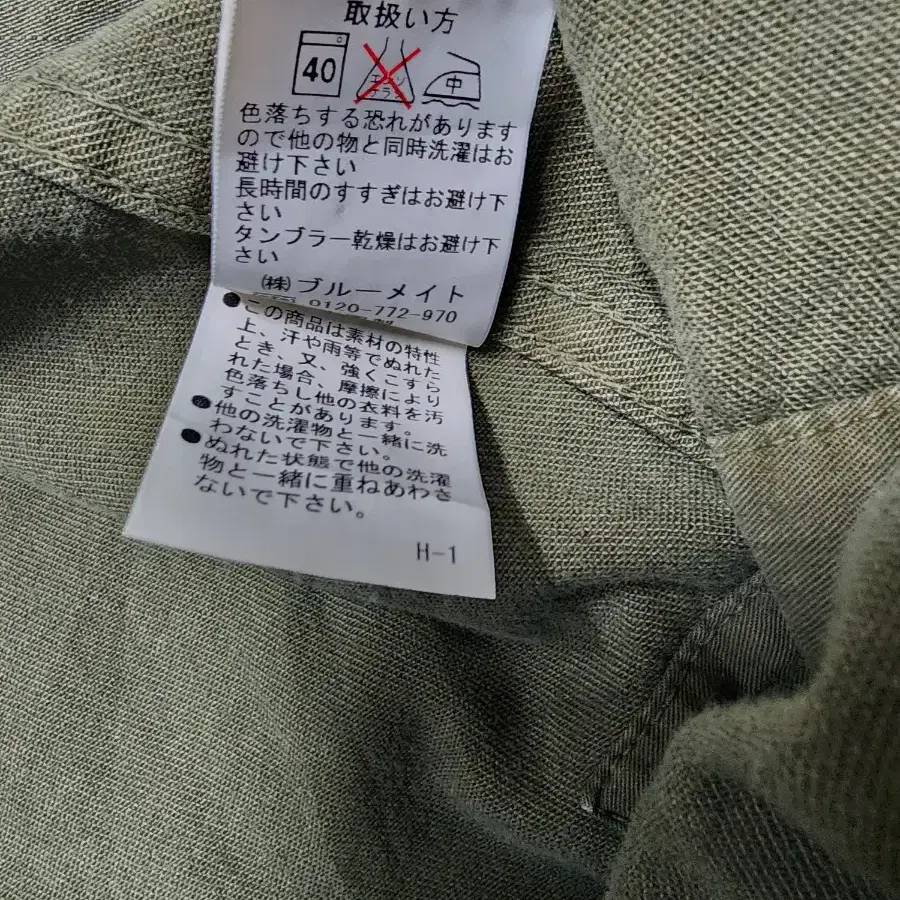 取扱い方
40
エンソ
サラシ
中
色落ちする恐れがあります
ので他の物と同時洗濯はお
避け下さい
長時間のすすぎはお避け下
さい
タンブラー乾燥はお避け下
さい
㈱ ブルーメイト
0120-772-970
●この商品は素材の特性
上、汗や雨等でぬれた
とき、又、強くこすら
れた場合、摩擦により
色落ちし他の衣料を汚
すことがあります。
●他の洗濯物と一緒に洗
わないで下さい。
●ぬれた状態で他の洗濯
物と一緒に重ねあわさ
ないで下さい。
H-1